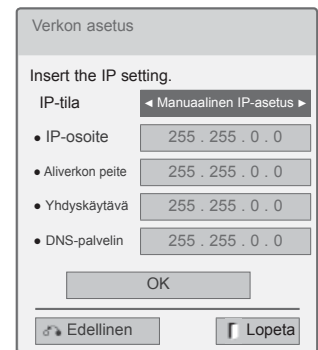 Verkon asetus
Insert the IP setting.
IP-tila ◄ Manuaalinen IP-asetus ►
● IP-osoite 255 . 255 . 0 . 0
● Aliverkon peite 255 . 255 . 0 . 0
● Yhdyskäytävä 255 . 255 . 0 . 0
● DNS-palvelin 255 . 255 . 0 . 0
OK
Edellinen Lopeta